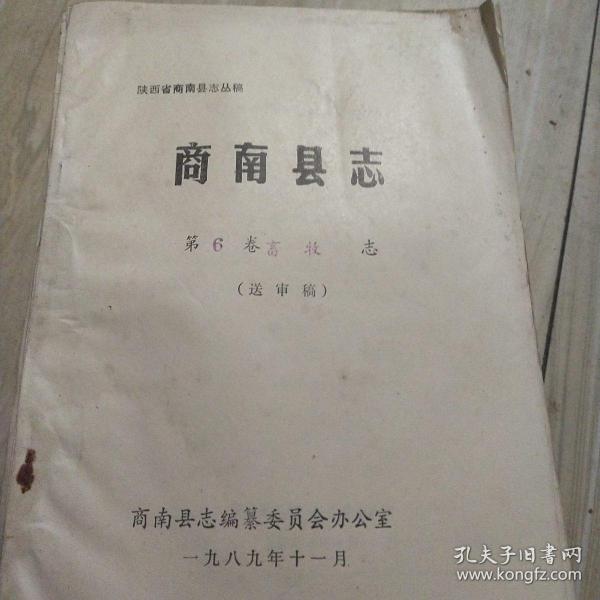 陕西省商南县志丛稿
商南县志
第6卷畜牧 志
(送审稿)
商南县志编纂委员会办公室
一九八九年十一月
孔夫子旧书网
www.kongfz.com